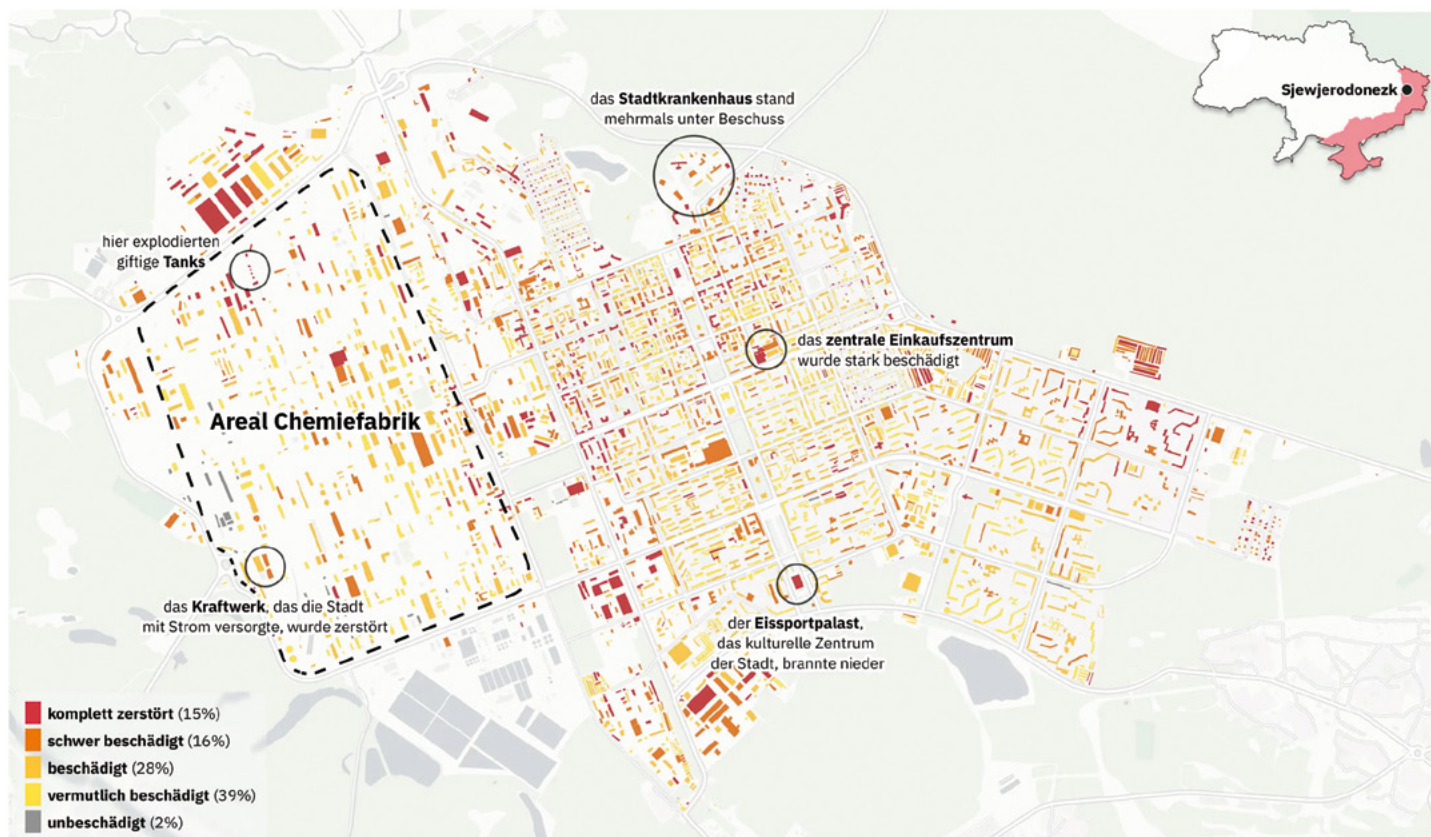 das Stadtkrankenhaus stand
mehrmals unter Beschuss
Sjewjerodonezk
hier explodierten
giftige Tanks
das zentrale Einkaufszentrum
wurde stark beschädigt
Areal Chemiefabrik
das Kraftwerk, das die Stadt
mit Strom versorgte, wurde zerstört
der Eissportpalast,
das kulturelle Zentrum
der Stadt, brannte nieder
komplett zerstört (15%)
schwer beschädigt (16%)
beschädigt (28%)
vermutlich beschädigt (39%)
unbeschädigt (2%)